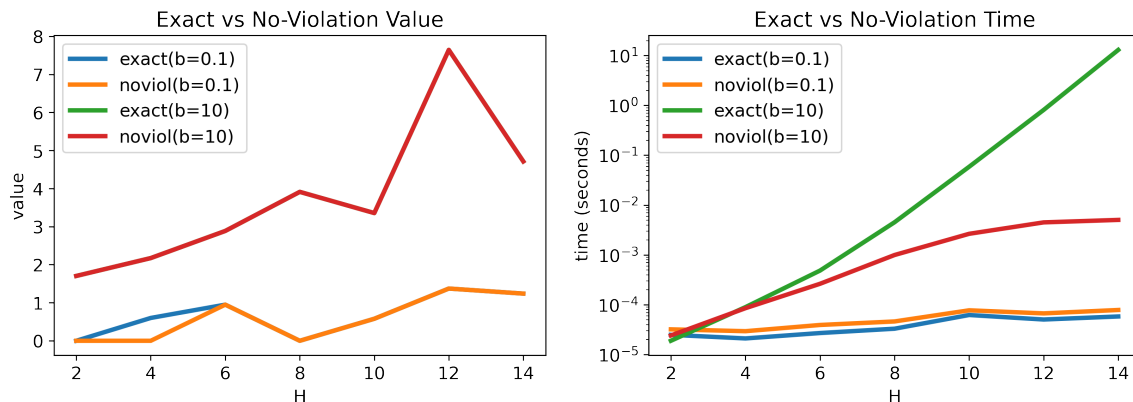 Exact vs No-Violation Value
value
8
7
6
5
4
3
2
1
0
exact(b=0.1)
noviol(b=0.1)
exact(b=10)
noviol(b=10)
2 4 6 8 10 12 14
H
Exact vs No-Violation Time
time (seconds)
10^1
10^0
10^-1
10^-2
10^-3
10^-4
10^-5
exact(b=0.1)
noviol(b=0.1)
exact(b=10)
noviol(b=10)
2 4 6 8 10 12 14
H